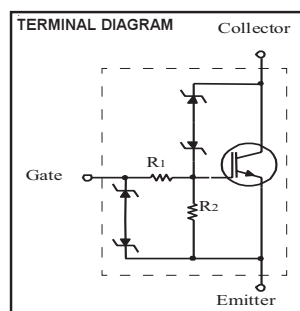 TERMINAL DIAGRAM
Collector
R1
Gate
R2
Emitter